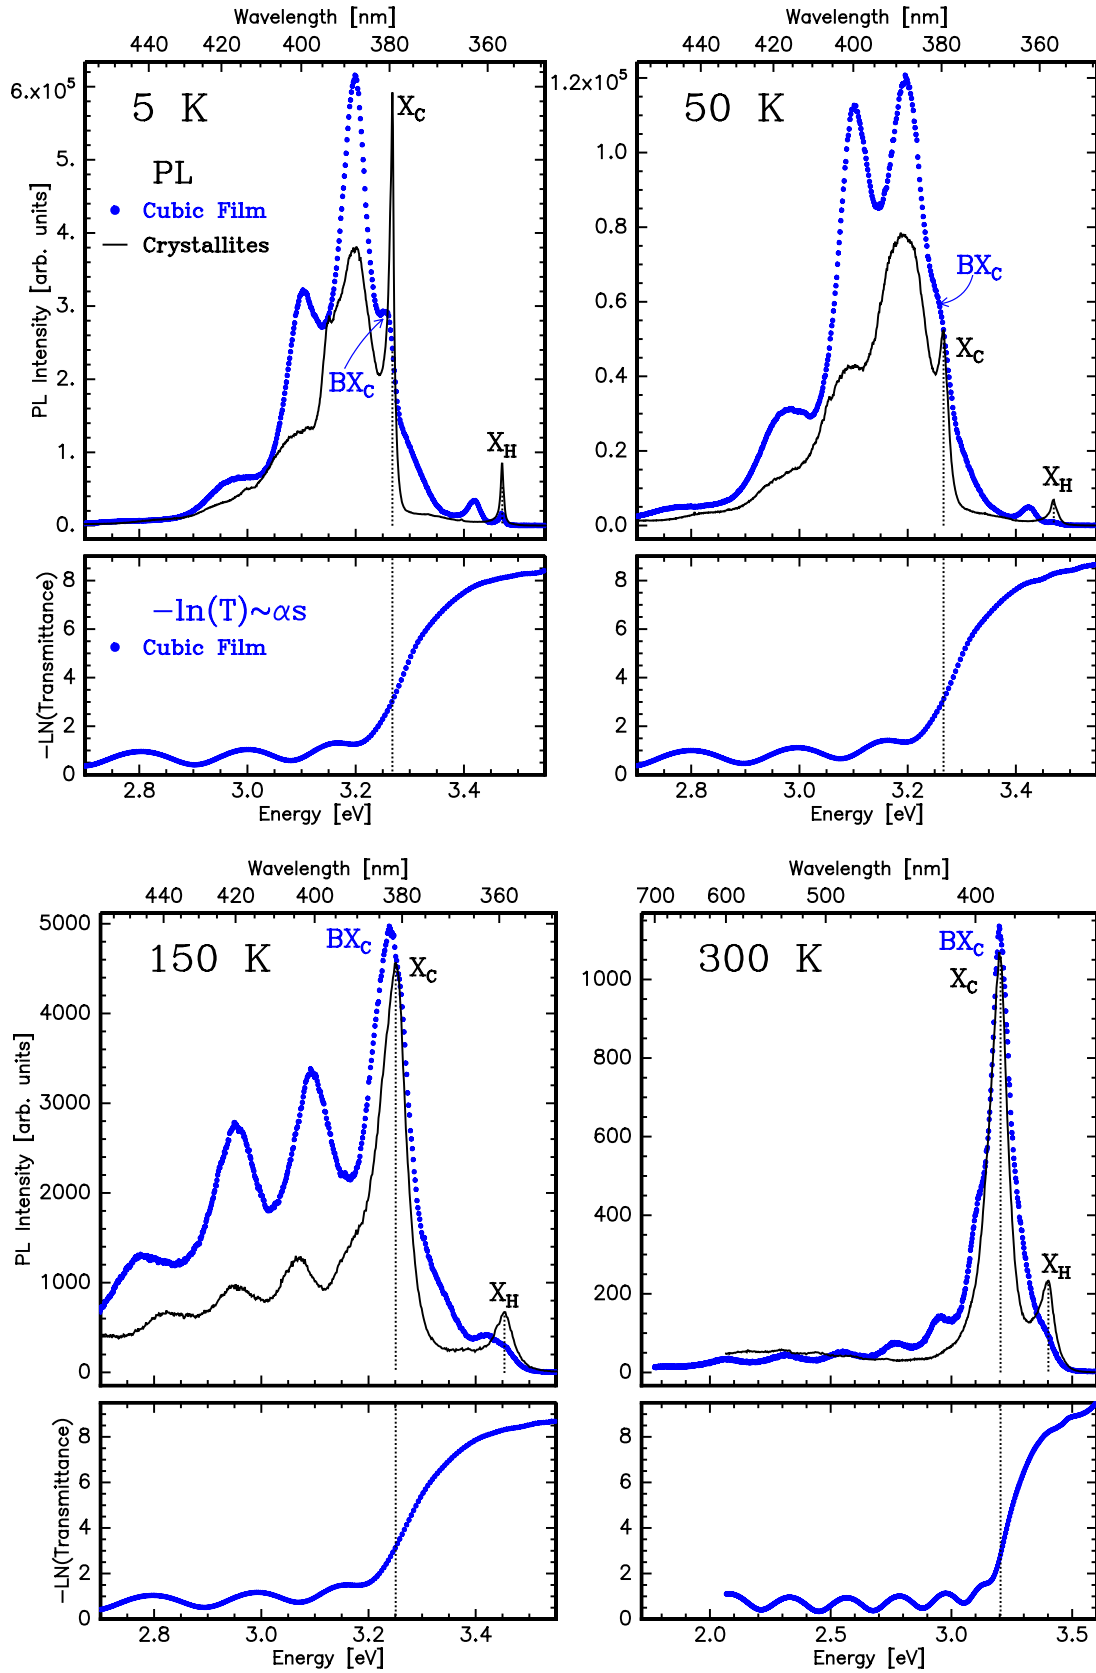 Wavelength [nm]
440 420 400 380 360
6.x10⁵
5.
4.
3.
2.
1.
0.
PL Intensity [arb. units]
5 K
PL
Cubic Film
Crystallites
X_C
BX_C
X_H
8
6
4
2
0
−LN(Transmittance)
−ln(T)~αs
Cubic Film
2.8 3.0 3.2 3.4
Energy [eV]
Wavelength [nm]
440 420 400 380 360
1.2x10⁵
1.0
0.8
0.6
0.4
0.2
0.0
50 K
BX_C
X_C
X_H
8
6
4
2
0
2.8 3.0 3.2 3.4
Energy [eV]
Wavelength [nm]
440 420 400 380 360
5000
4000
3000
2000
1000
0
PL Intensity [arb. units]
150 K
BX_C
X_C
X_H
8
6
4
2
0
−LN(Transmittance)
2.8 3.0 3.2 3.4
Energy [eV]
Wavelength [nm]
700 600 500 400
1000
800
600
400
200
0
300 K
BX_C
X_C
X_H
8
6
4
2
0
2.0 2.5 3.0 3.5
Energy [eV]